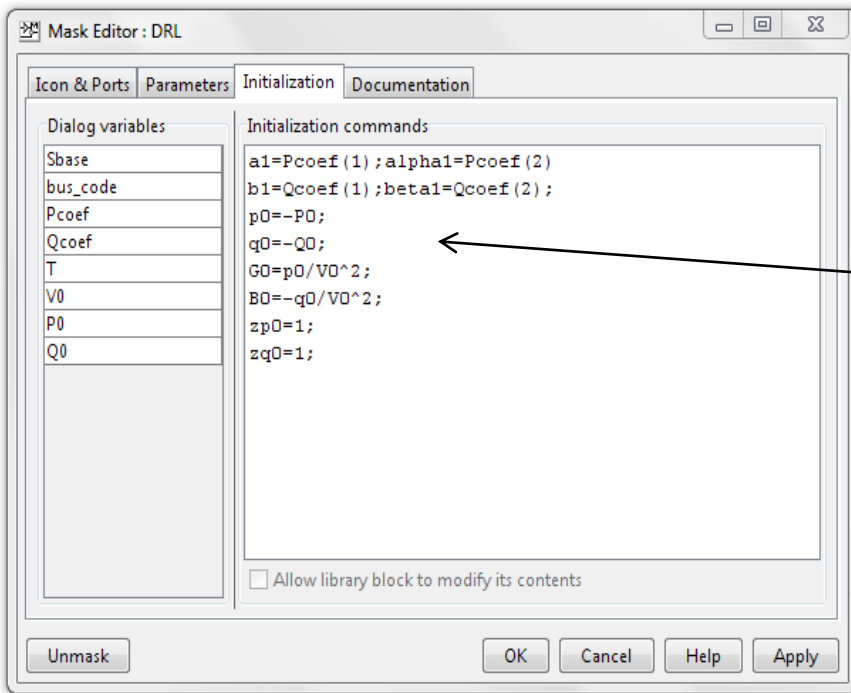 Mask Editor : DRL
Icon & Ports Parameters Initialization Documentation
Dialog variables
Sbase
bus_code
Pcoef
Qcoef
T
V0
P0
Q0
Initialization commands
a1=Pcoef(1);alpha1=Pcoef(2)
b1=Qcoef(1);beta1=Qcoef(2);
p0=-P0;
q0=-Q0;
G0=p0/V0^2;
B0=-q0/V0^2;
zp0=1;
zq0=1;
Allow library block to modify its contents
Unmask OK Cancel Help Apply